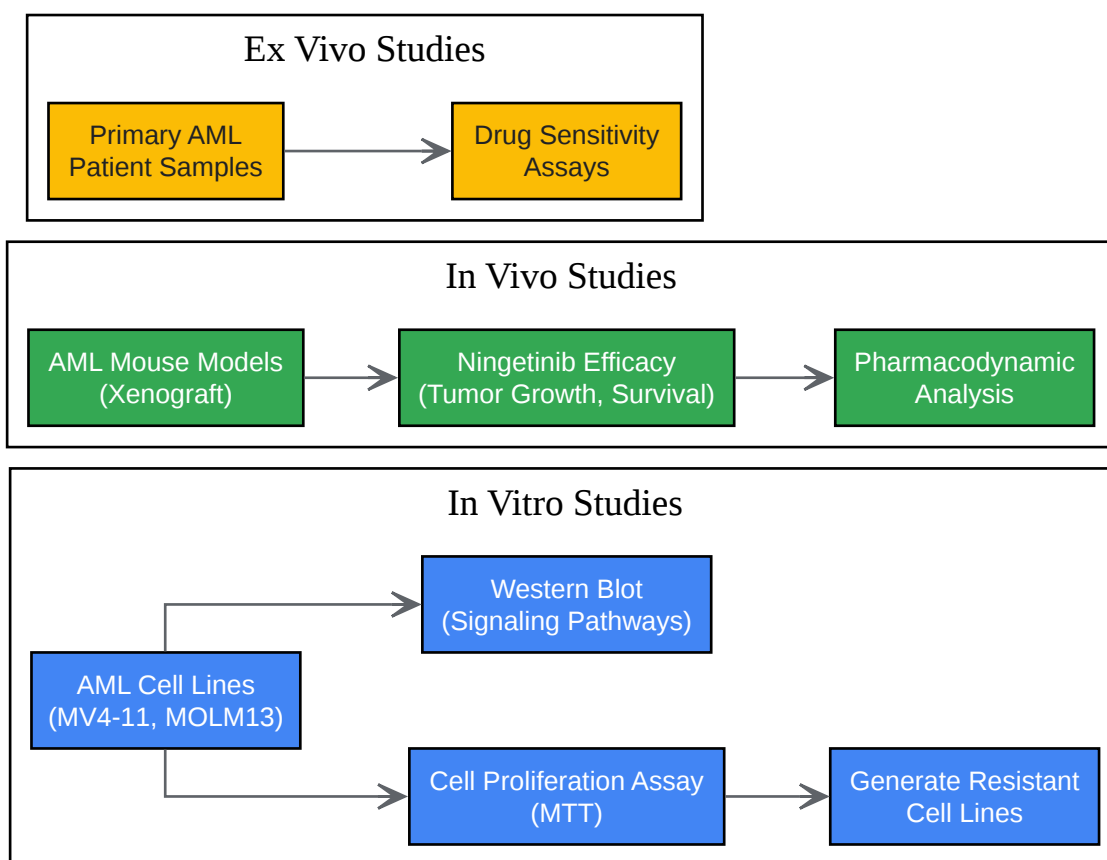 Ex Vivo Studies
Primary AML
Patient Samples
Drug Sensitivity
Assays
In Vivo Studies
AML Mouse Models
(Xenograft)
Ningetinib Efficacy
(Tumor Growth, Survival)
Pharmacodynamic
Analysis
In Vitro Studies
Western Blot
(Signaling Pathways)
AML Cell Lines
(MV4-11, MOLM13)
Cell Proliferation Assay
(MTT)
Generate Resistant
Cell Lines